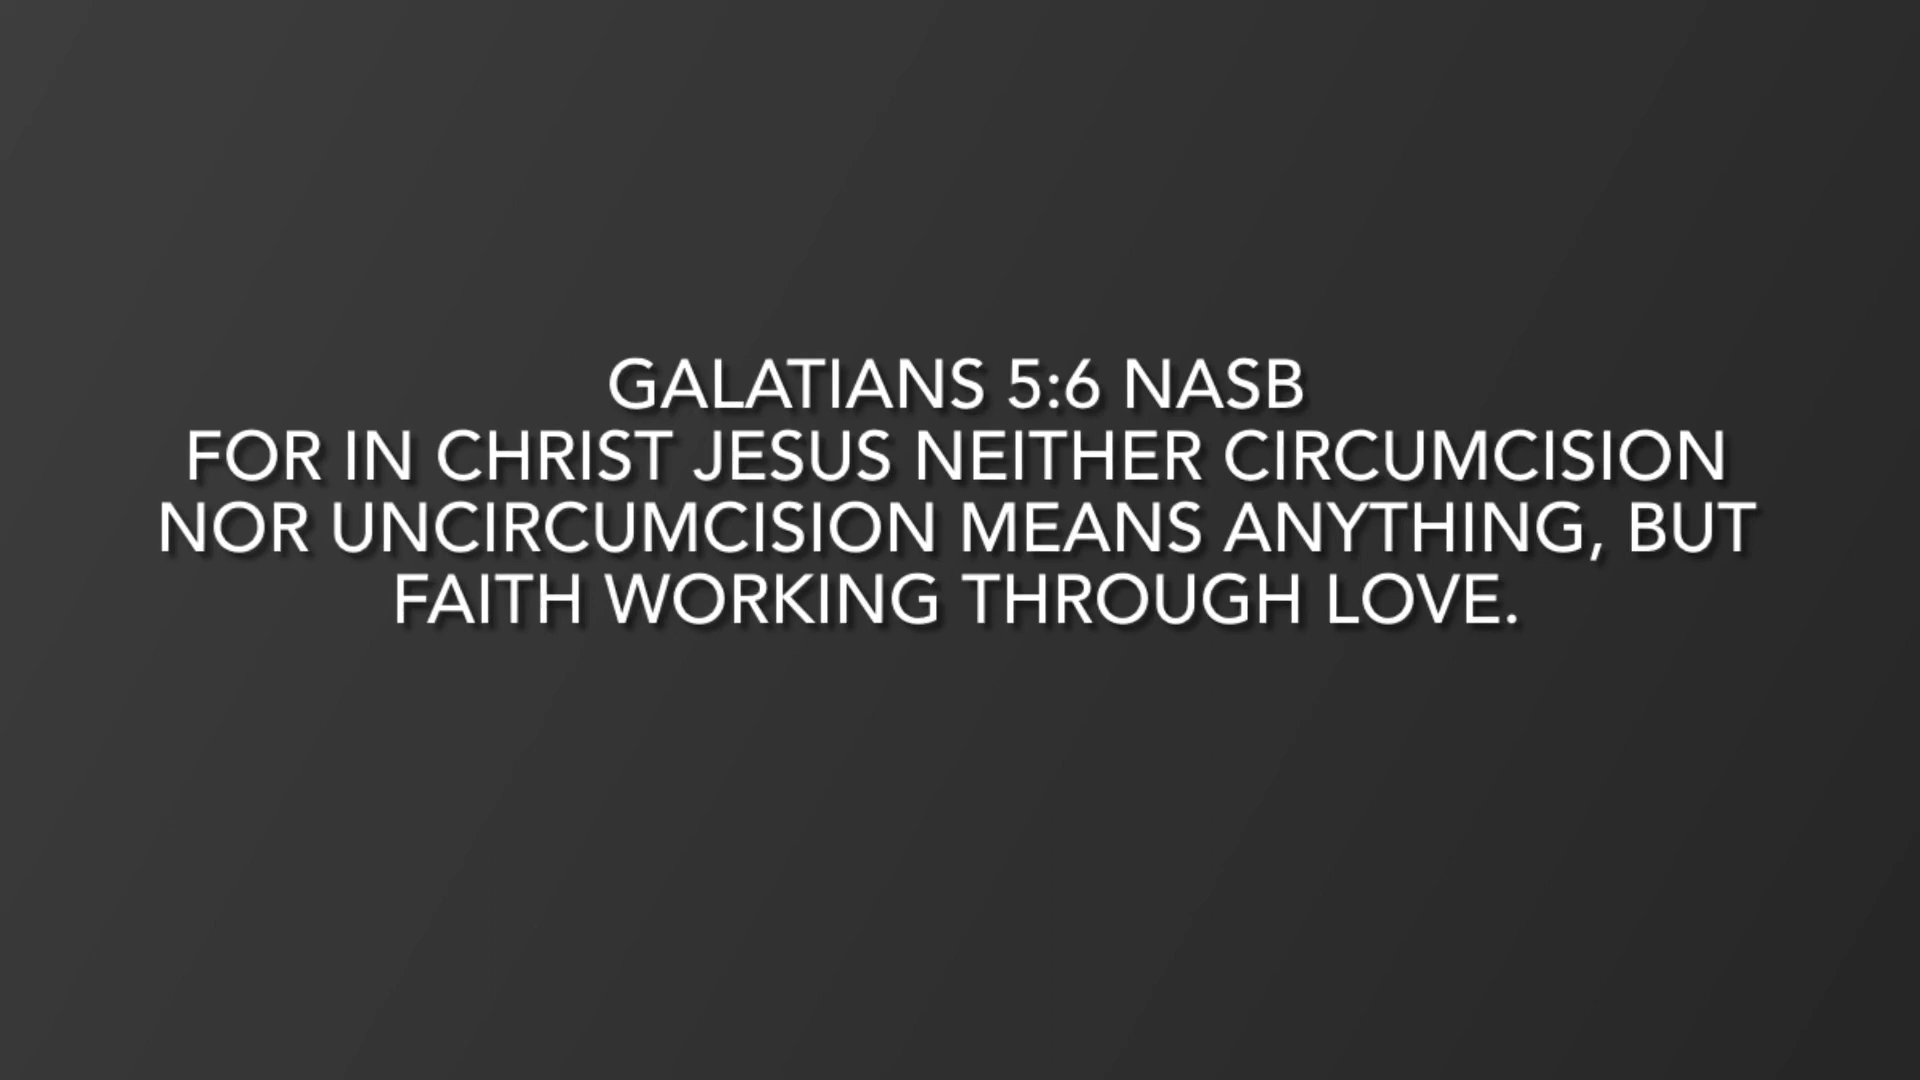 GALATIANS 5:6 NASB
FOR IN CHRIST JESUS NEITHER CIRCUMCISION
NOR UNCIRCUMCISION MEANS ANYTHING, BUT
FAITH WORKING THROUGH LOVE.